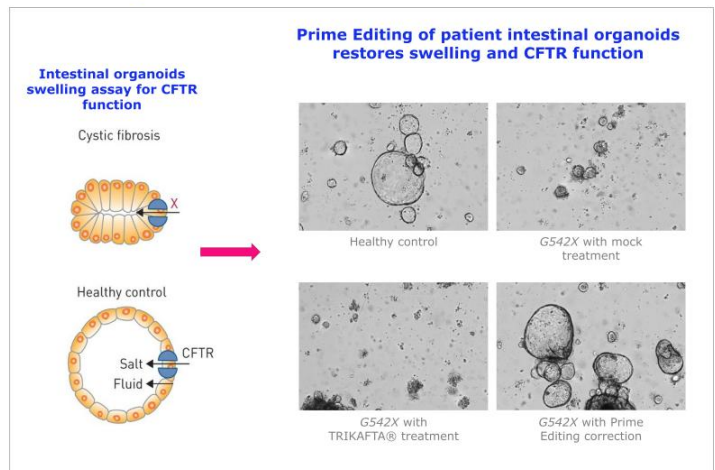 Prime Editing of patient intestinal organoids
restores swelling and CFTR function
Intestinal organoids
swelling assay for CFTR
function
Cystic fibrosis
X
Healthy control
CFTR
Salt
Fluid
Healthy control
G542X with mock
treatment
G542X with
TRIKAFTA® treatment
G542X with Prime
Editing correction